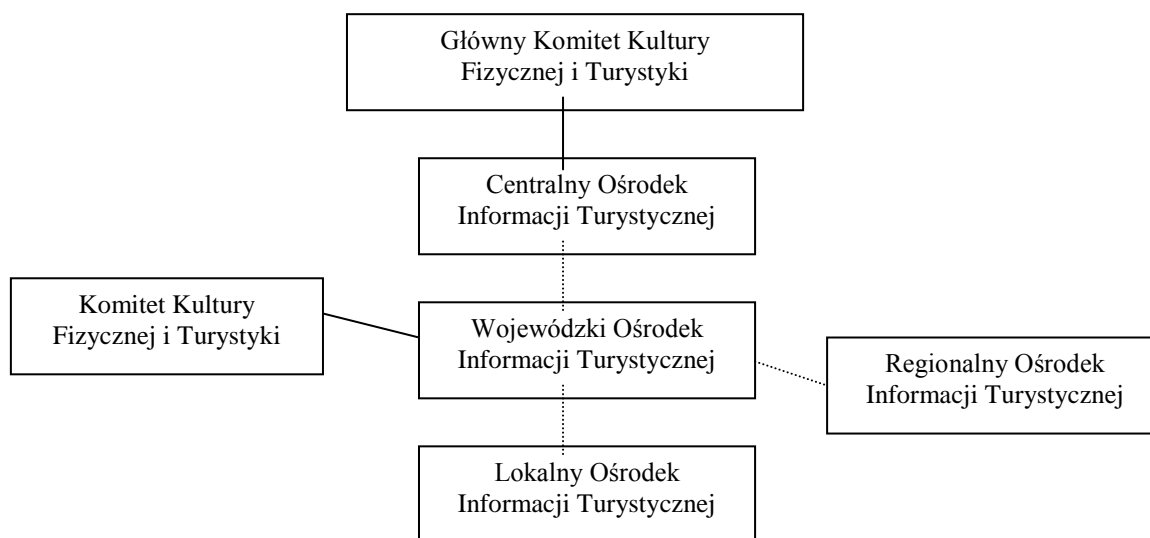 Główny Komitet Kultury
Fizycznej i Turystyki
Centralny Ośrodek
Informacji Turystycznej
Komitet Kultury
Fizycznej i Turystyki
Wojewódzki Ośrodek
Informacji Turystycznej
Regionalny Ośrodek
Informacji Turystycznej
Lokalny Ośrodek
Informacji Turystycznej